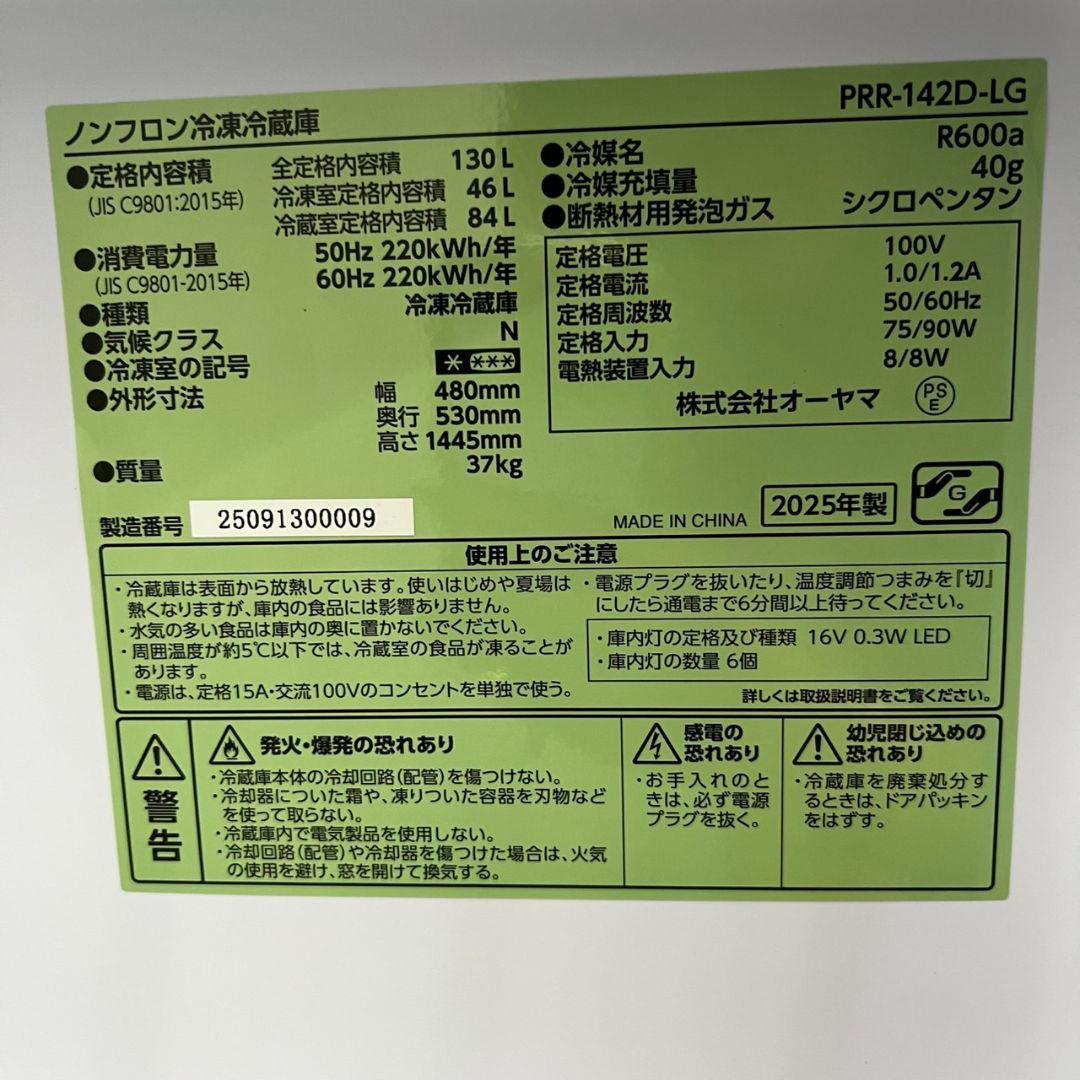 ノンフロン冷凍冷蔵庫
PRR-142D-LG
●定格内容積 全定格内容積 130 L
(JIS C9801:2015年) 冷凍室定格内容積 46 L
冷蔵室定格内容積 84 L
●消費電力量 50Hz 220kWh/年
(JIS C9801-2015年) 60Hz 220kWh/年
●種類 冷凍冷蔵庫
●気候クラス N
●冷凍室の記号
●外形寸法 幅 480mm
奥行 530mm
高さ 1445mm
●質量 37kg
●冷媒名 R600a
●冷媒充填量 40g
●断熱材用発泡ガス シクロペンタン
定格電圧 100V
定格電流 1.0/1.2A
定格周波数 50/60Hz
定格入力 75/90W
電熱装置入力 8/8W
株式会社オーヤマ PSE
製造番号 25091300009
MADE IN CHINA 2025年製 G
使用上のご注意
・冷蔵庫は表面から放熱しています。使いはじめや夏場は
熱くなりますが、庫内の食品には影響ありません。
・水気の多い食品は庫内の奥に置かないでください。
・周囲温度が約5℃以下では、冷蔵室の食品が凍ることが
あります。
・電源は、定格15A・交流100Vのコンセントを単独で使う。
・電源プラグを抜いたり、温度調節つまみを『切』
にしたら通電まで6分間以上待ってください。
・庫内灯の定格及び種類 16V 0.3W LED
・庫内灯の数量 6個
詳しくは取扱説明書をご覧ください。
警告
発火・爆発の恐れあり
・冷蔵庫本体の冷却回路(配管)を傷つけない。
・冷却器についた霜や、凍りついた容器を刃物など
を使って取らない。
・冷蔵庫内で電気製品を使用しない。
・冷却回路(配管)や冷却器を傷つけた場合は、火気
の使用を避け、窓を開けて換気する。
感電の
恐れあり
・お手入れのと
きは、必ず電源
プラグを抜く。
幼児閉じ込めの
恐れあり
・冷蔵庫を廃棄処分す
るときは、ドアパッキン
をはずす。